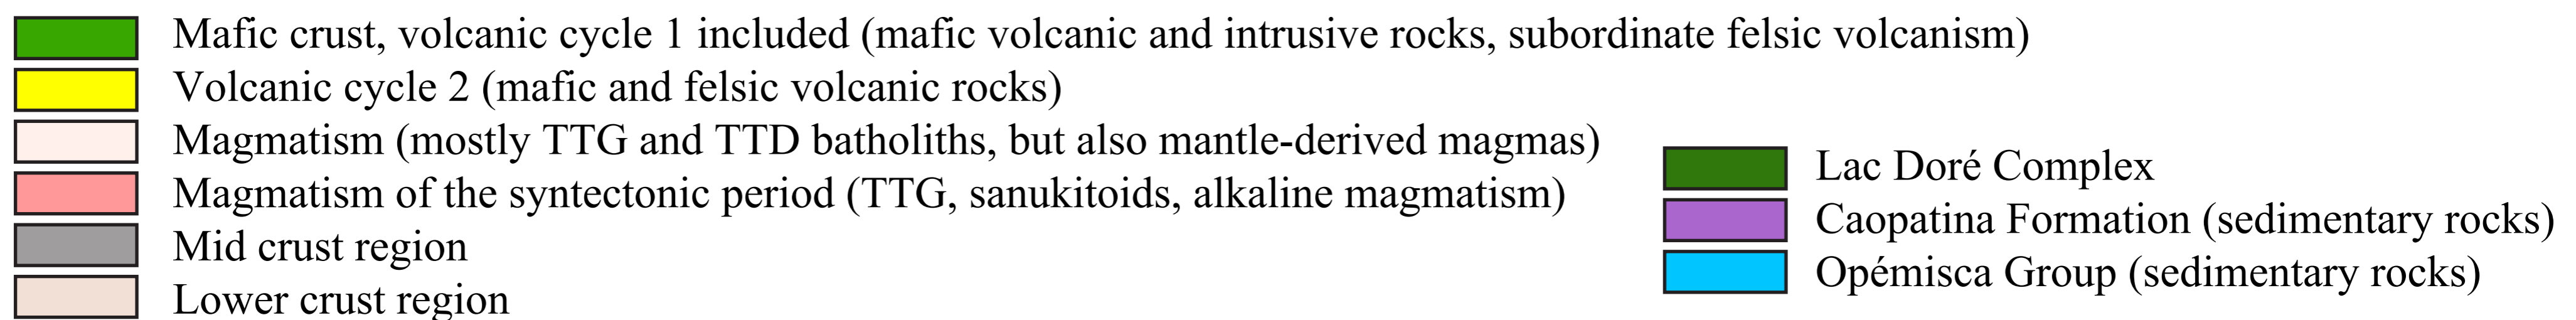 Mafic crust, volcanic cycle 1 included (mafic volcanic and intrusive rocks, subordinate felsic volcanism)
Volcanic cycle 2 (mafic and felsic volcanic rocks)
Magmatism (mostly TTG and TTD batholiths, but also mantle-derived magmas)
Magmatism of the syntectonic period (TTG, sanukitoids, alkaline magmatism)
Mid crust region
Lower crust region
Lac Doré Complex
Caopatina Formation (sedimentary rocks)
Opémisca Group (sedimentary rocks)